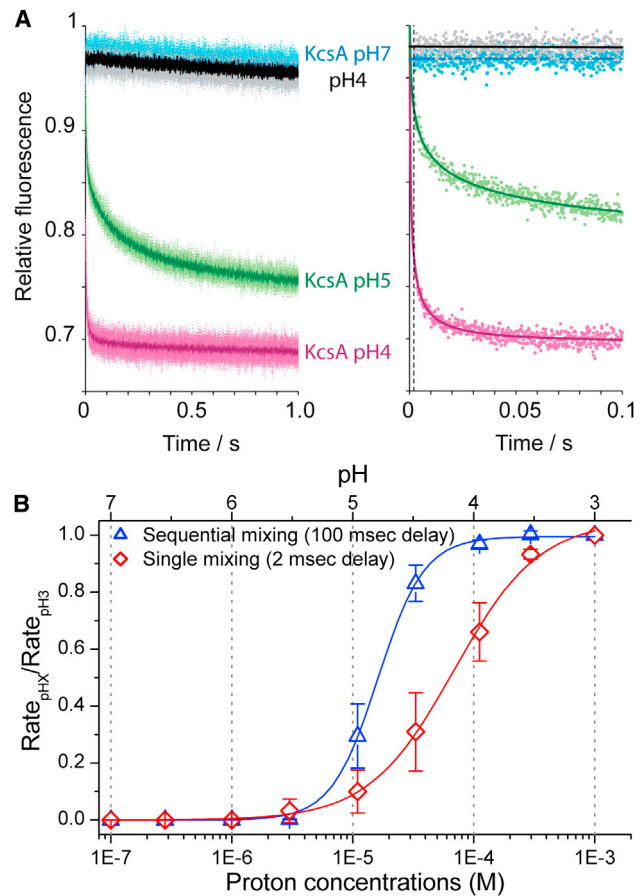 A
Relative fluorescence
1
0.9
0.8
0.7
KcsA pH7
pH4
KcsA pH5
KcsA pH4
0 1.0
Time / s
0 0.05 0.1
Time / s
B
pH
7 6 5 4 3
Sequential mixing (100 msec delay)
Single mixing (2 msec delay)
Rate_pHX/Rate_pH3
1.0
0.8
0.6
0.4
0.2
0.0
1E-7 1E-6 1E-5 1E-4 1E-3
Proton concentrations (M)